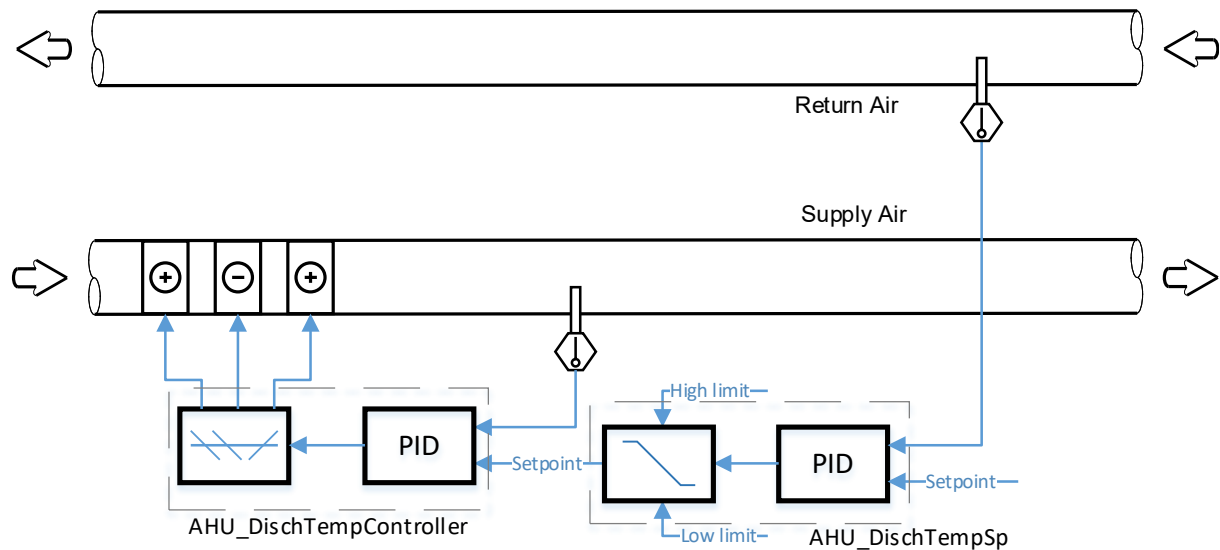 Return Air
Supply Air
High limit
PID
PID
Setpoint
Setpoint
Low limit
AHU_DischTempController
AHU_DischTempSp